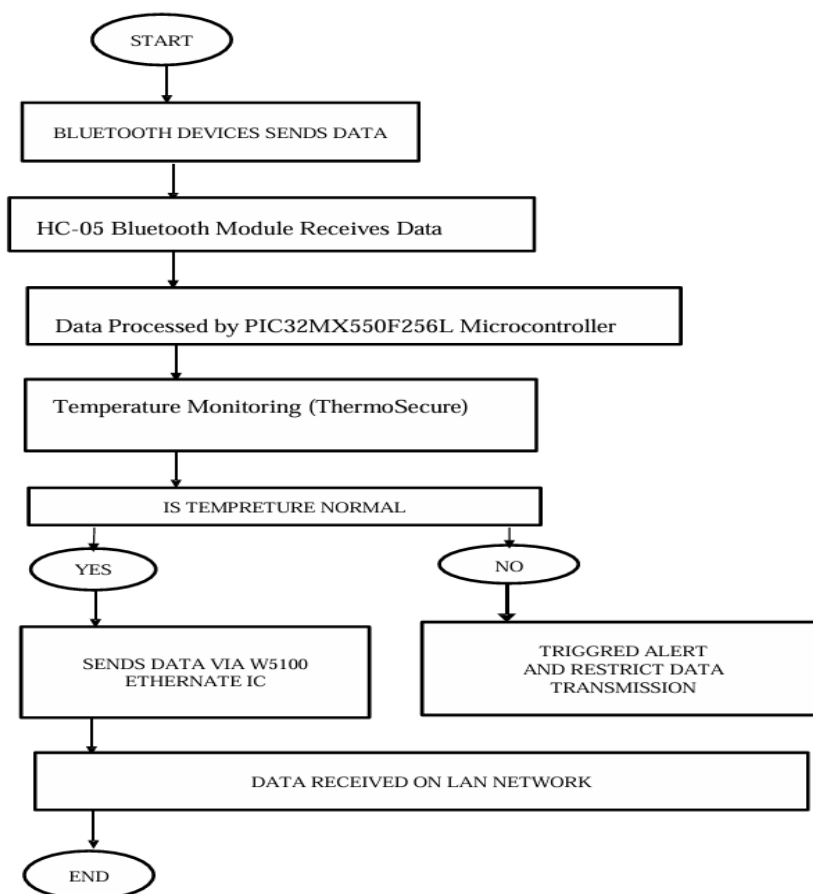 START
BLUETOOTH DEVICES SENDS DATA
HC-05 Bluetooth Module Receives Data
Data Processed by PIC32MX550F256L Microcontroller
Temperature Monitoring (ThermoSecure)
IS TEMPRETURE NORMAL
YES
NO
SENDS DATA VIA W5100
ETHERNATE IC
TRIGGRED ALERT
AND RESTRICT DATA
TRANSMISSION
DATA RECEIVED ON LAN NETWORK
END